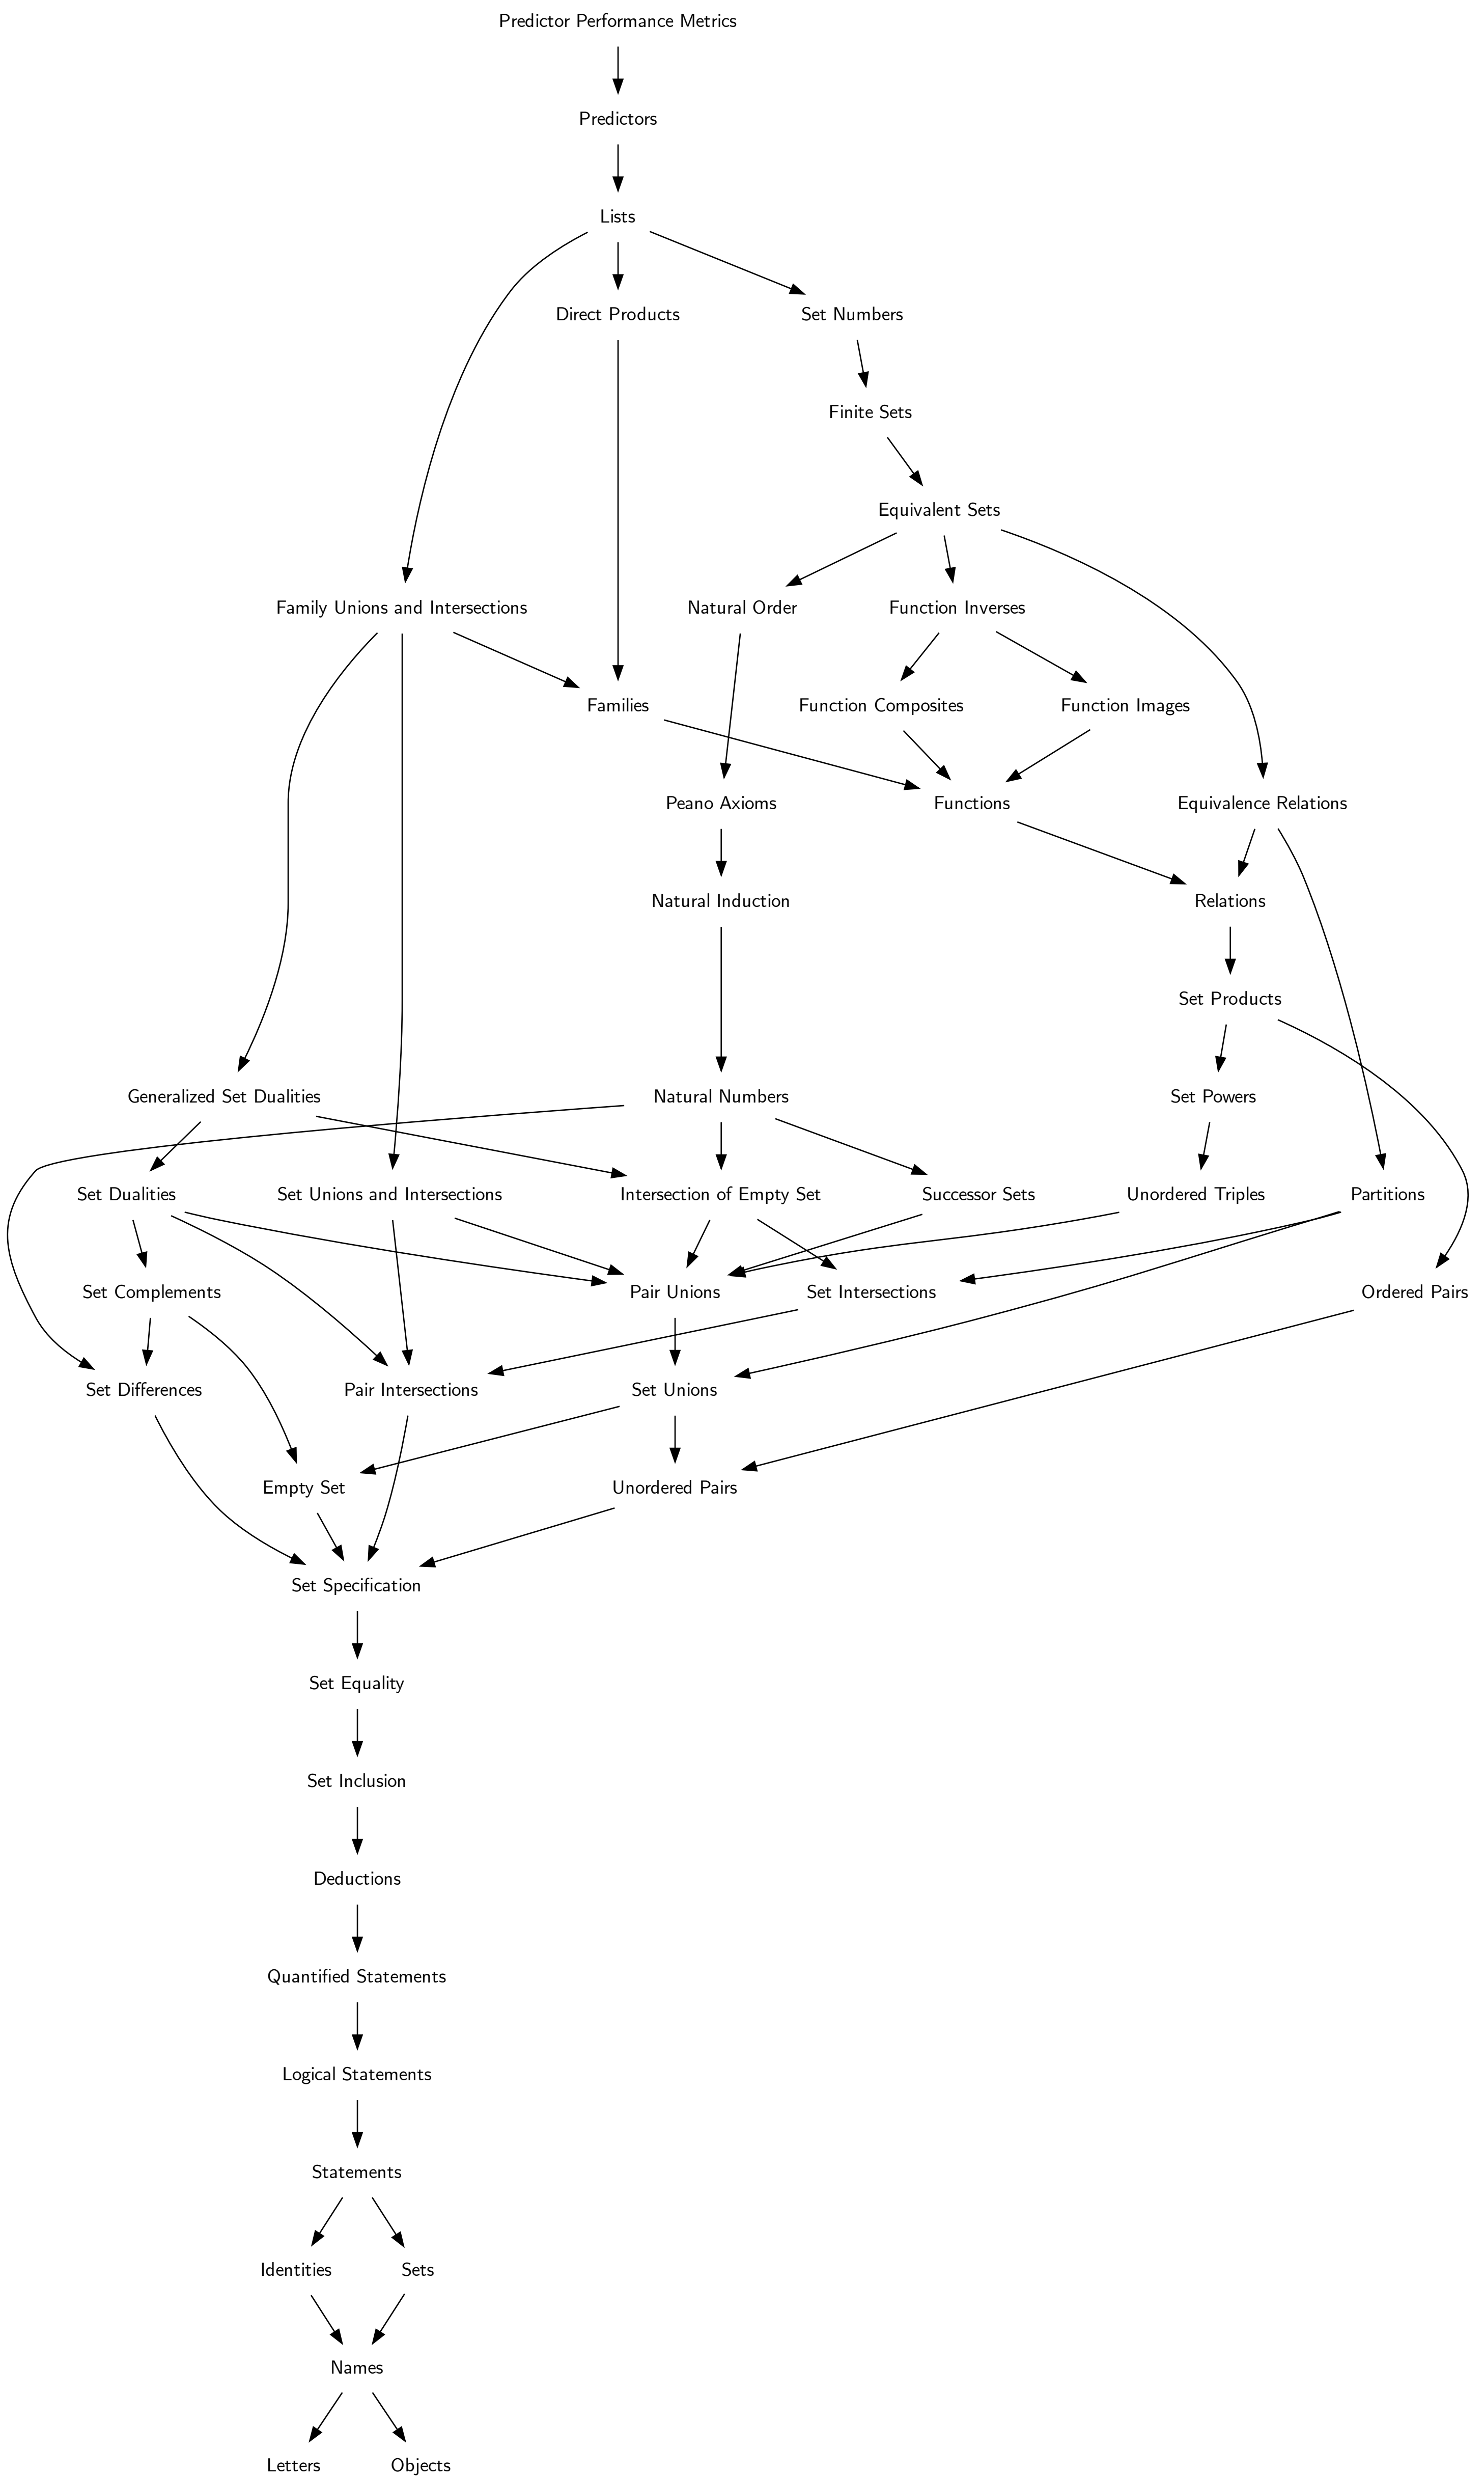 Predictor Performance Metrics
Predictors
Lists
Direct Products
Set Numbers
Finite Sets
Equivalent Sets
Family Unions and Intersections
Natural Order
Function Inverses
Families
Function Composites
Function Images
Peano Axioms
Functions
Equivalence Relations
Natural Induction
Relations
Set Products
Generalized Set Dualities
Natural Numbers
Set Powers
Set Dualities
Set Unions and Intersections
Intersection of Empty Set
Successor Sets
Unordered Triples
Partitions
Set Complements
Pair Unions
Set Intersections
Ordered Pairs
Set Differences
Pair Intersections
Set Unions
Empty Set
Unordered Pairs
Set Specification
Set Equality
Set Inclusion
Deductions
Quantified Statements
Logical Statements
Statements
Identities
Sets
Names
Letters
Objects